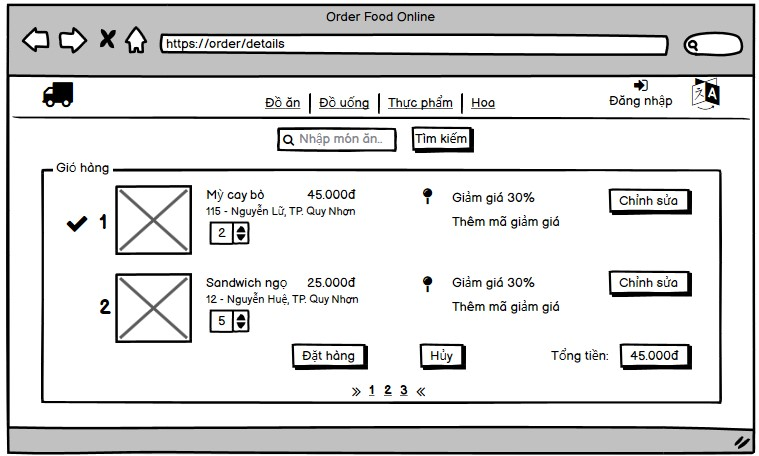 Order Food Online
https://order/details
Đồ ăn | Đồ uống | Thực phẩm | Hoa
Đăng nhập
Nhập món ăn..
Tìm kiếm
Giỏ hàng
1
Mỳ cay bò 45.000đ
115 - Nguyễn Lữ, TP. Quy Nhơn
2
Giảm giá 30%
Thêm mã giảm giá
Chỉnh sửa
2
Sandwich ngọ 25.000đ
12 - Nguyễn Huệ, TP. Quy Nhơn
5
Giảm giá 30%
Thêm mã giảm giá
Chỉnh sửa
Đặt hàng
Hủy
Tổng tiền: 45.000đ
» 1 2 3 «